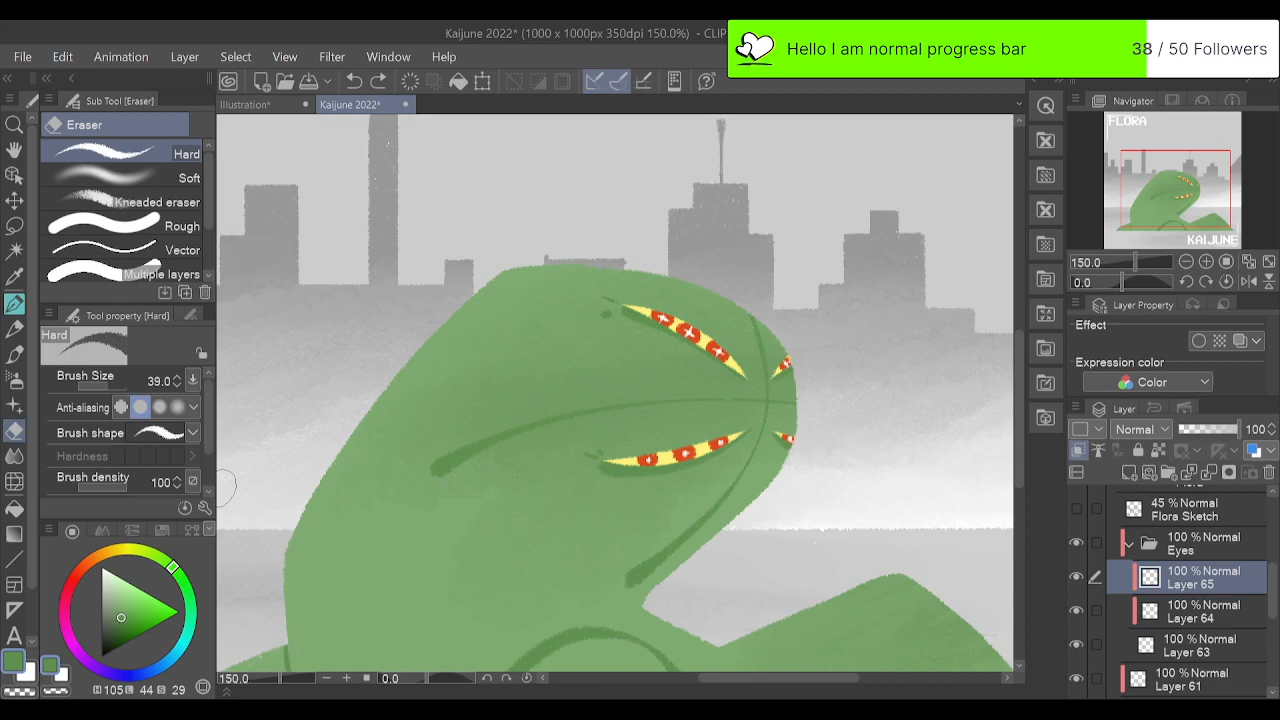 Kaijune 2022* (1000 x 1000px 350dpi 150.0%) - CLIP
Hello I am normal progress bar
38 / 50 Followers
File Edit Animation Layer Select View Filter Window Help
Sub Tool [Eraser]
Illustration*
Kaijune 2022*
Navigator
Eraser
Hard
Soft
Kneaded eraser
Rough
Vector
Multiple layers
FLORA
KAIJUNE
150.0
0.0
Tool property [Hard]
Hard
Brush Size 39.0
Anti-aliasing
Brush shape
Hardness
Brush density 100
Layer Property
Effect
Expression color
Color
Layer
Normal 100
45 % Normal
Flora Sketch
100 % Normal
Eyes
100 % Normal
Layer 65
100 % Normal
Layer 64
100 % Normal
Layer 63
100 % Normal
Layer 61
A
H 105 L 44 S 29
150.0
0.0